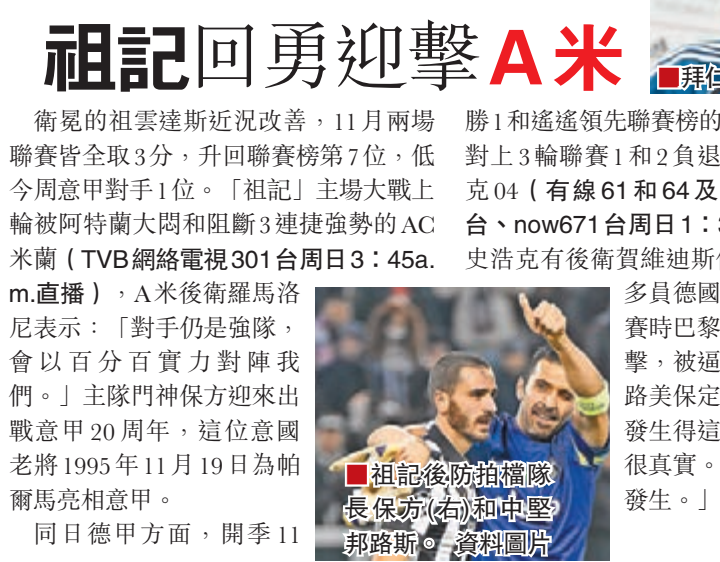 祖記回勇迎擊A米
衛冕的祖雲達斯近況改善，11月兩場
聯賽皆全取3分，升回聯賽榜第7位，低
今周意甲對手1位。「祖記」主場大戰上
輪被阿特蘭大悶和阻斷3連捷強勢的AC
米蘭（TVB網絡電視301台周日3：45a.
m.直播），A米後衛羅馬洛
尼表示：「對手仍是強隊，
會以百分百實力對陣我
們。」主隊門神保方迎來出
戰意甲20周年，這位意國
老將1995年11月19日為帕
爾馬亮相意甲。
同日德甲方面，開季11
■祖記後防拍檔隊
長保方(右)和中堅
邦路斯。 資料圖片
■拜仁
勝1和遙遙領先聯賽榜的
對上3輪聯賽1和2負退
克04（有線61和64及
台、now671台周日1：3
史浩克有後衛賀維迪斯
多員德國
賽時巴黎
擊，被逼
路美保定
發生得這
很真實。
發生。」